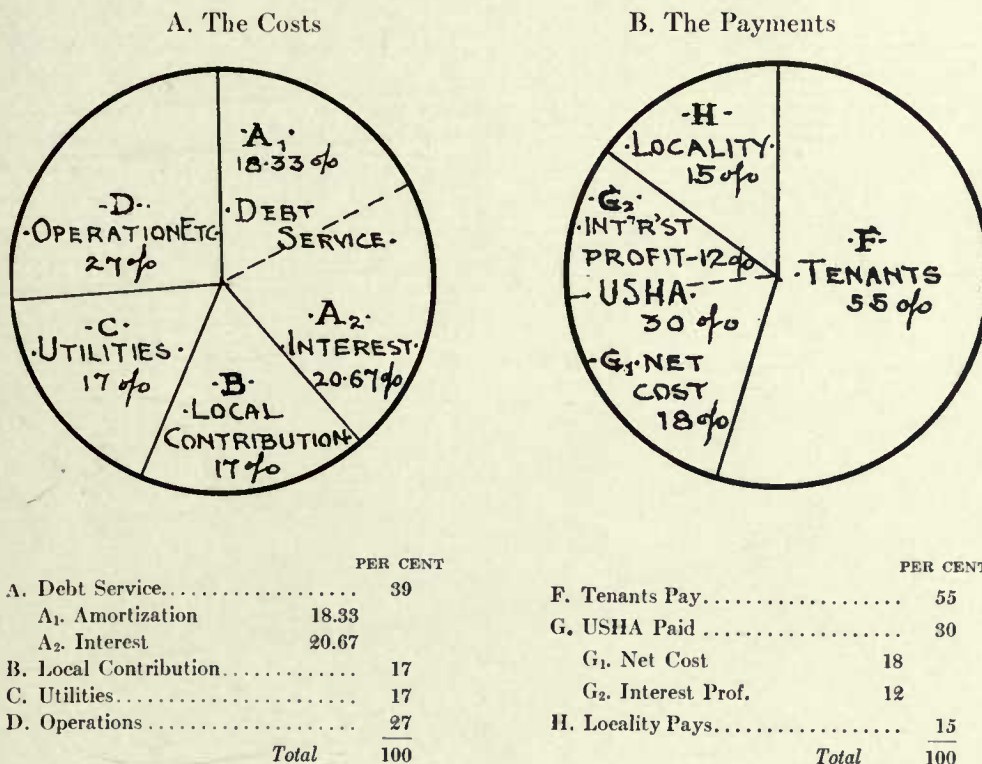 A. The Costs
·A₁·
18.33%
·DEBT
SERVICE.
A₂
·INTEREST.
20.67%
·B·
·LOCAL
CONTRIBUTION·
17%
-C-
·UTILITIES·
17%
-D-.
·OPERATION ETC.
27%
B. The Payments
-H-
·LOCALITY·
15%
G₂
·INT'R'ST
PROFIT-12%
·USHA·
30%
·G₁·NET
COST
18%
·F·
·TENANTS
55%
PER CENT
A. Debt Service.................... 39
A₁. Amortization 18.33
A₂. Interest 20.67
B. Local Contribution............. 17
C. Utilities........................ 17
D. Operations..................... 27
Total 100
PER CENT
F. Tenants Pay.................... 55
G. USHA Paid.................... 30
G₁. Net Cost 18
G₂. Interest Prof. 12
H. Locality Pays.................. 15
Total 100